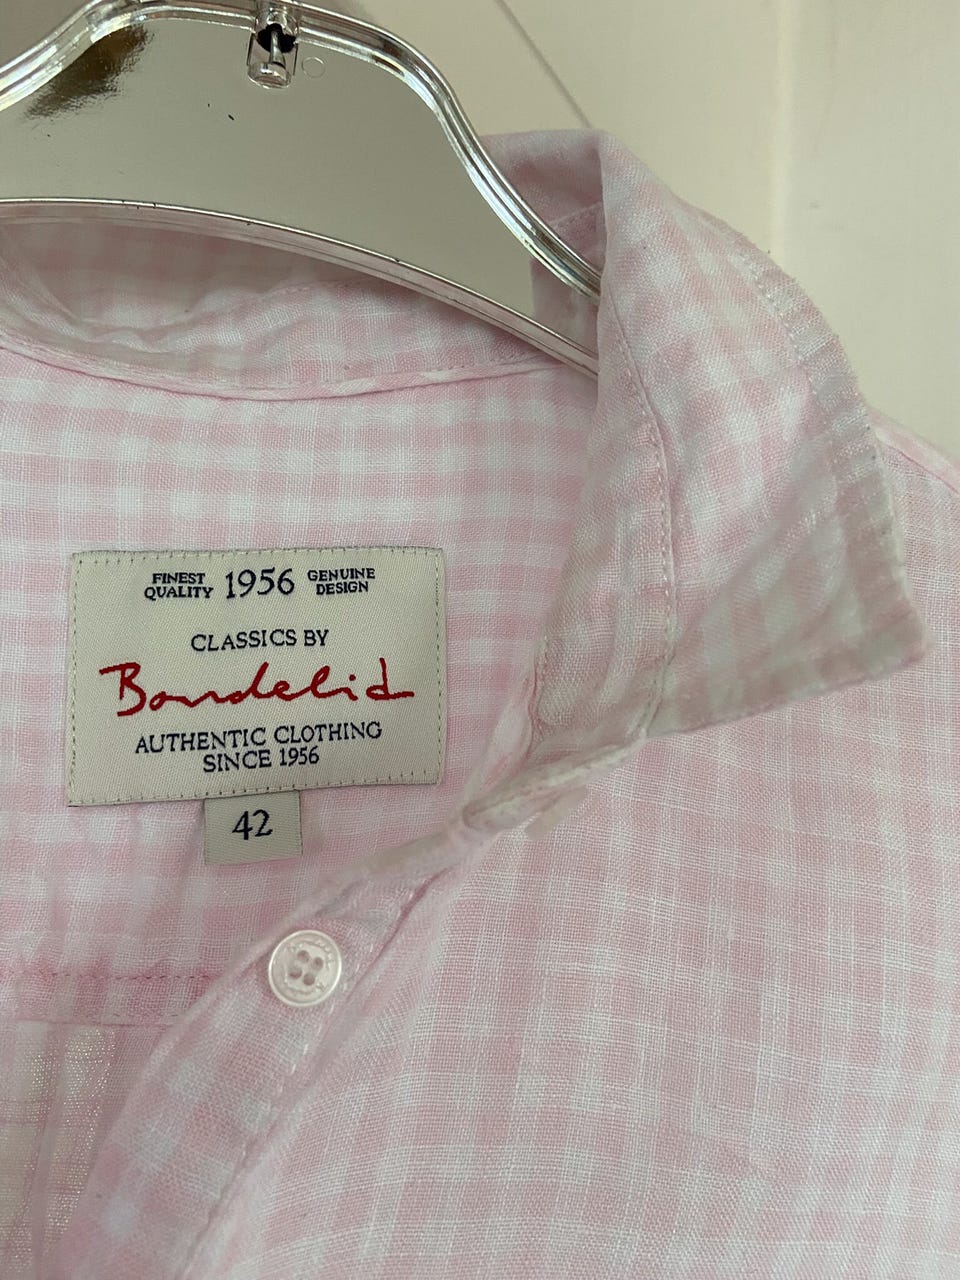 FINEST QUALITY 1956 GENUINE DESIGN
CLASSICS BY
Bondelid
AUTHENTIC CLOTHING
SINCE 1956
42